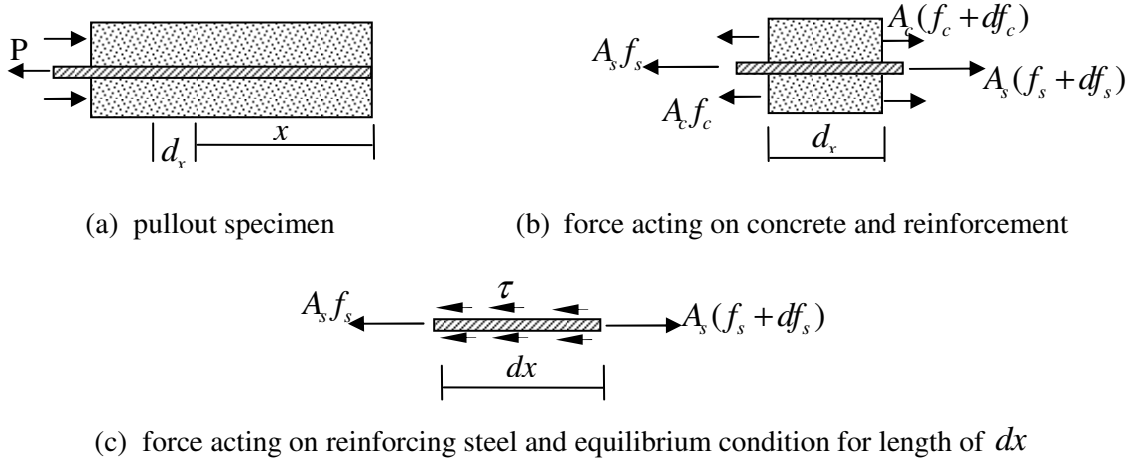 P
x
d_x
(a) pullout specimen
A_c(f_c + df_c)
A_s f_s
A_s(f_s + df_s)
A_c f_c
d_x
(b) force acting on concrete and reinforcement
τ
A_s f_s
A_s(f_s + df_s)
dx
(c) force acting on reinforcing steel and equilibrium condition for length of dx